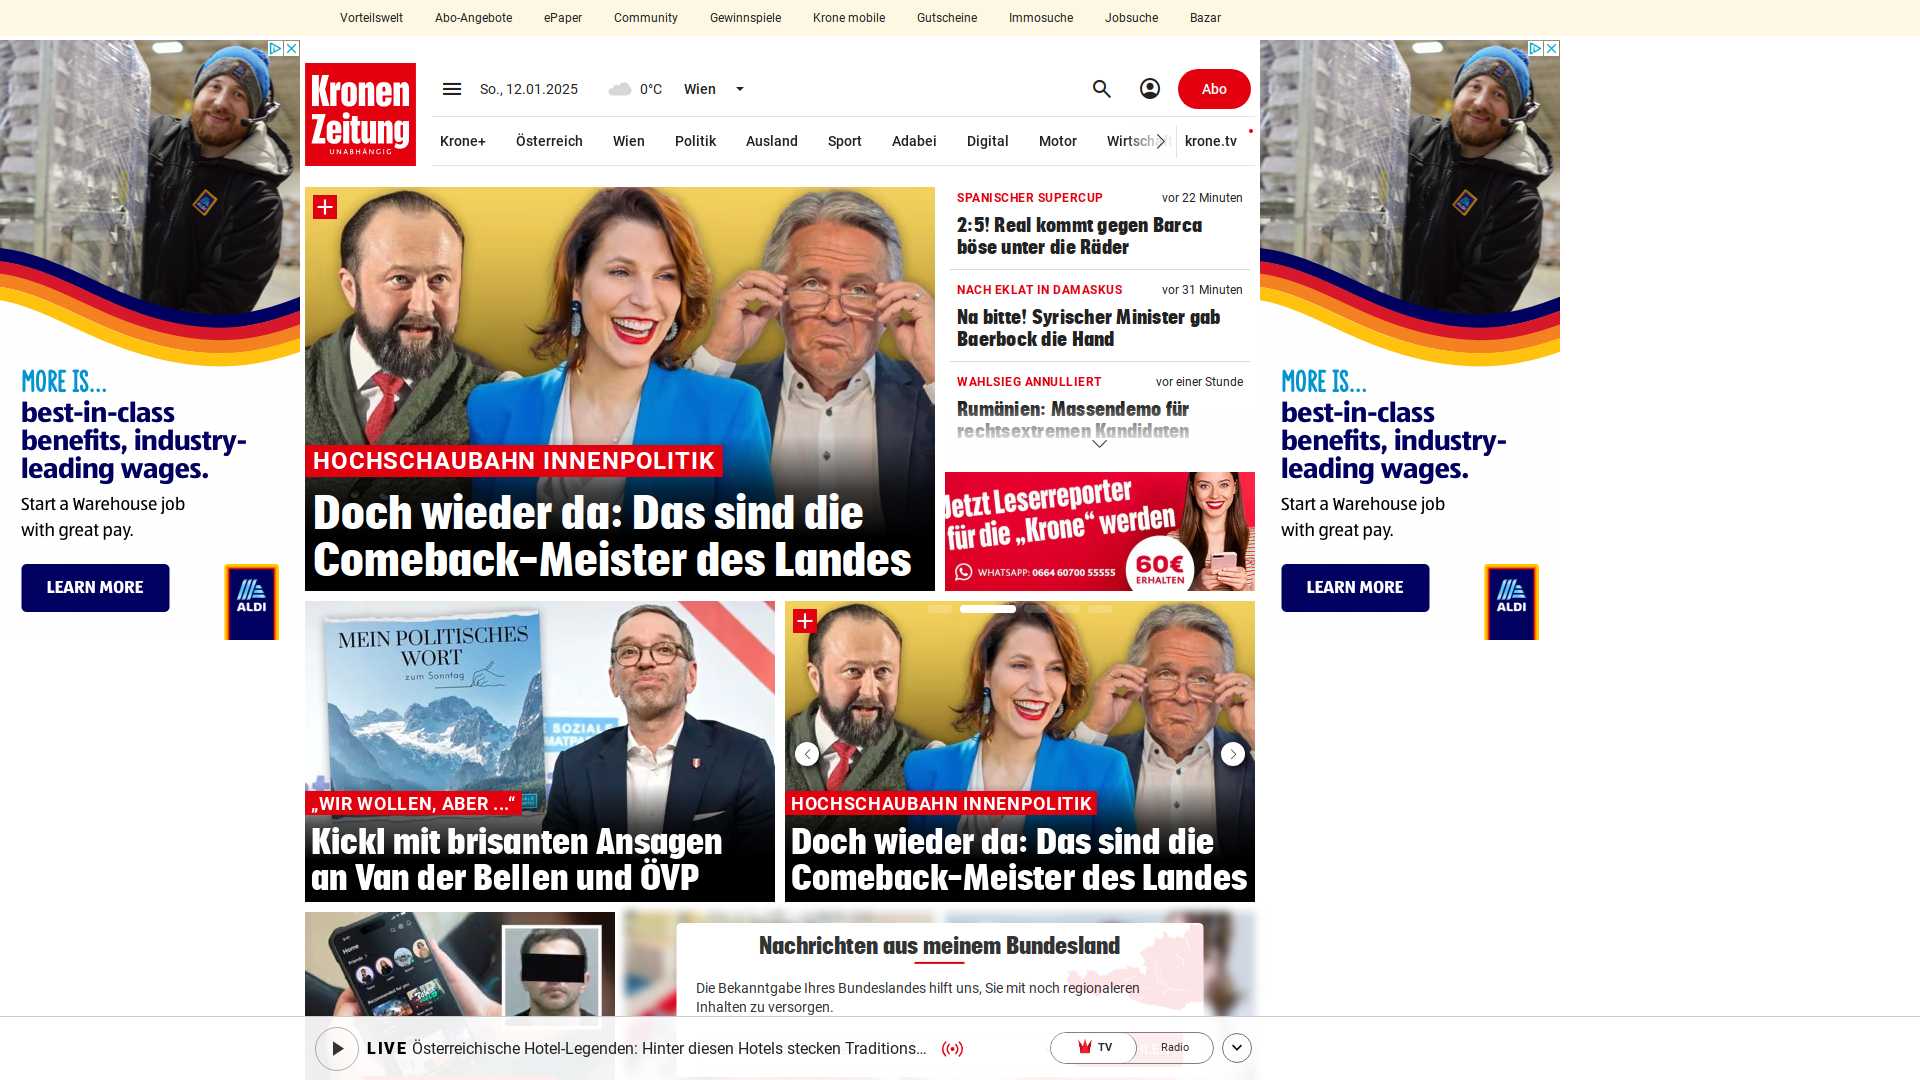 Vorteilswelt Abo-Angebote ePaper Community Gewinnspiele Krone mobile Gutscheine Immosuche Jobsuche Bazar
Kronen
Zeitung
UNABHÄNGIG
So., 12.01.2025 0°C Wien Abo
Krone+ Österreich Wien Politik Ausland Sport Adabei Digital Motor Wirtsch krone.tv
MORE IS...
best-in-class
benefits, industry-
leading wages.
Start a Warehouse job
with great pay.
LEARN MORE
ALDI
HOCHSCHAUBAHN INNENPOLITIK
Doch wieder da: Das sind die
Comeback-Meister des Landes
SPANISCHER SUPERCUP vor 22 Minuten
2:5! Real kommt gegen Barca
böse unter die Räder
NACH EKLAT IN DAMASKUS vor 31 Minuten
Na bitte! Syrischer Minister gab
Baerbock die Hand
WAHLSIEG ANNULLIERT vor einer Stunde
Rumänien: Massendemo für
rechtsextremen Kandidaten
Jetzt Leserreporter
für die „Krone“ werden
WHATSAPP: 0664 60700 55555
60€
ERHALTEN
MORE IS...
best-in-class
benefits, industry-
leading wages.
Start a Warehouse job
with great pay.
LEARN MORE
ALDI
MEIN POLITISCHES
WORT
zum Sonntag
E SOZIALE
„WIR WOLLEN, ABER ...“
Kickl mit brisanten Ansagen
an Van der Bellen und ÖVP
HOCHSCHAUBAHN INNENPOLITIK
Doch wieder da: Das sind die
Comeback-Meister des Landes
Home
Nachrichten aus meinem Bundesland
Die Bekanntgabe Ihres Bundeslandes hilft uns, Sie mit noch regionaleren
Inhalten zu versorgen.
LIVE Österreichische Hotel-Legenden: Hinter diesen Hotels stecken Traditions...
TV Radio